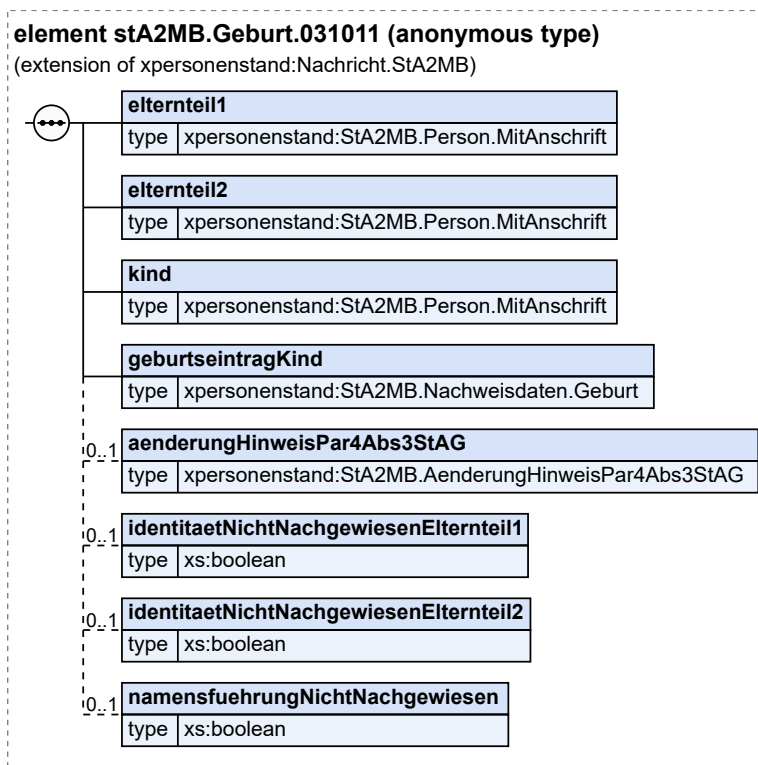 element stA2MB.Geburt.031011 (anonymous type)
(extension of xpersonenstand:Nachricht.StA2MB)
elternteil1
type xpersonenstand:StA2MB.Person.MitAnschrift
elternteil2
type xpersonenstand:StA2MB.Person.MitAnschrift
kind
type xpersonenstand:StA2MB.Person.MitAnschrift
geburtseintragKind
type xpersonenstand:StA2MB.Nachweisdaten.Geburt
0..1 aenderungHinweisPar4Abs3StAG
type xpersonenstand:StA2MB.AenderungHinweisPar4Abs3StAG
0..1 identitaetNichtNachgewiesenElternteil1
type xs:boolean
0..1 identitaetNichtNachgewiesenElternteil2
type xs:boolean
0..1 namensfuehrungNichtNachgewiesen
type xs:boolean